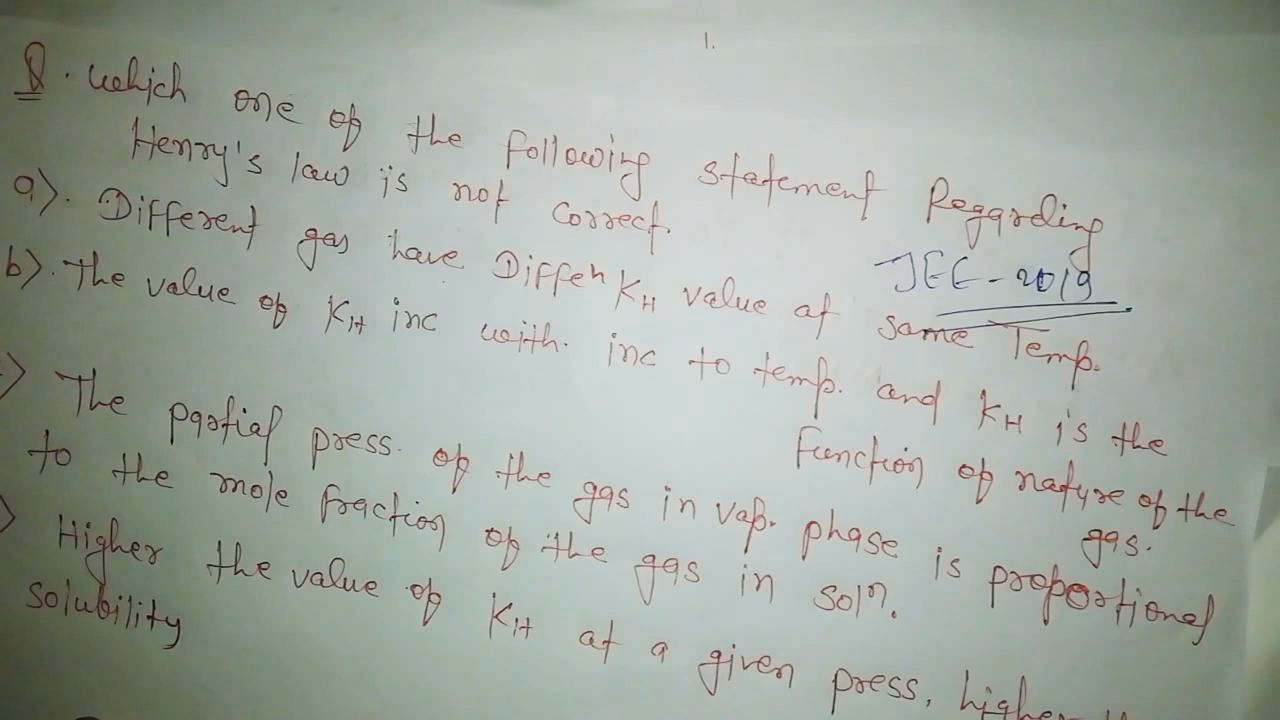 1.
Q. which one of the following statement Regarding
Henry's law is not correct.
JEE-2019
a). Different gas have Diffen KH value at same Temp.
b). The value of KH inc with. inc to temp. and KH is the
function of nature of the
gas.
) The partial press. of the gas in vap. phase is proportional
to the mole fraction of the gas in soln.
) Higher the value of KH at a given press, higher
solubility